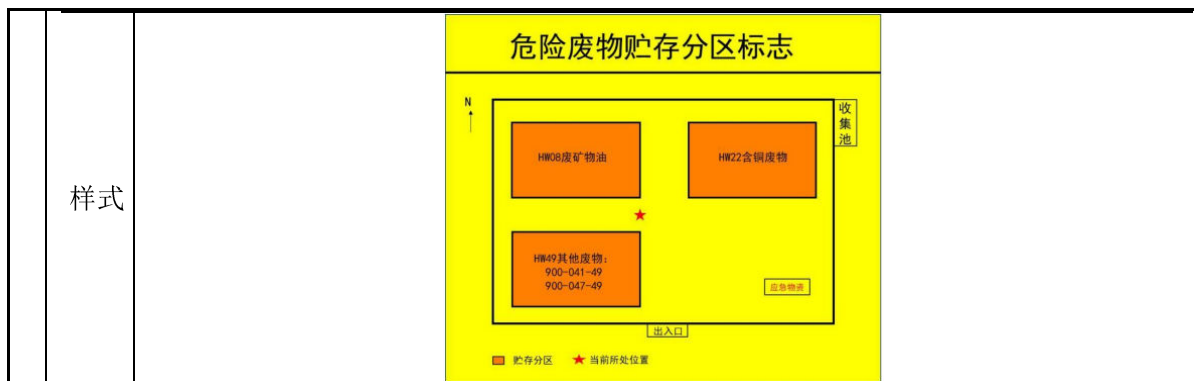 样式
危险废物贮存分区标志
N
收集池
HW08废矿物油
HW22含铜废物
HW49其他废物：
900-041-49
900-047-49
应急物资
出入口
贮存分区
当前所处位置